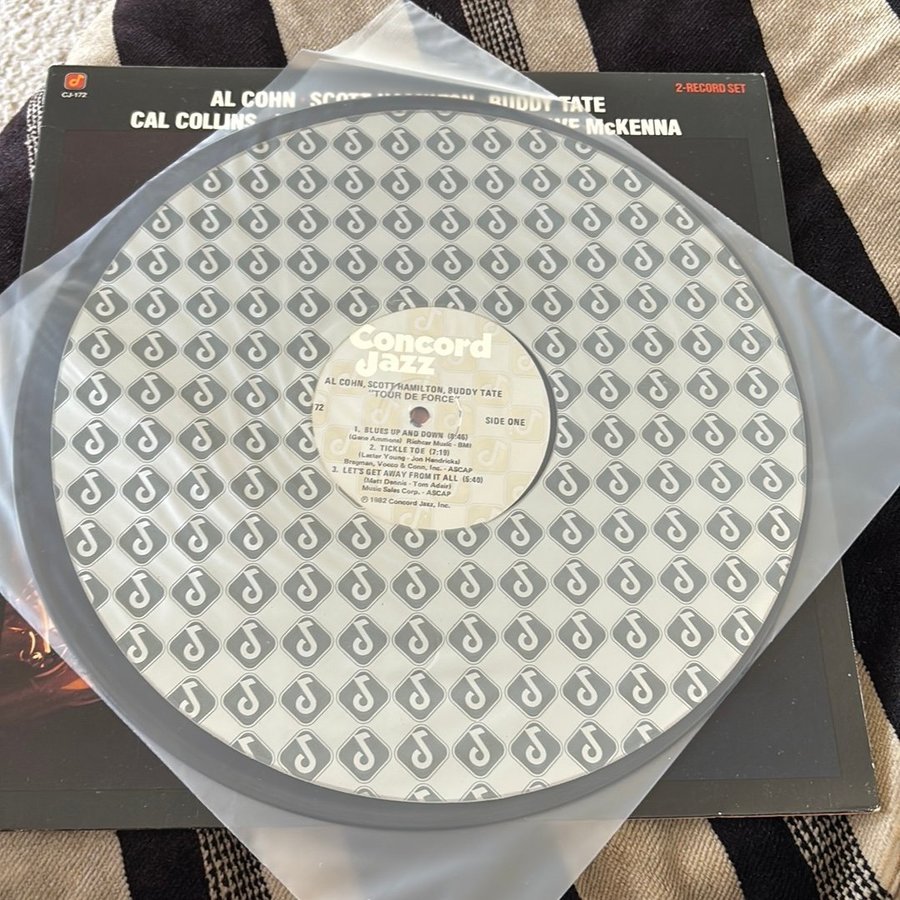 CJ-172
2-RECORD SET
AL COHN · SCOTT HAMILTON · BUDDY TATE
CAL COLLINS · DAVE McKENNA
Concord
Jazz
AL COHN, SCOTT HAMILTON, BUDDY TATE
"TOUR DE FORCE"
72
SIDE ONE
1. BLUES UP AND DOWN (8:46)
(Gene Ammons) Richcar Music - BMI
2. TICKLE TOE (7:19)
(Lester Young - Jon Hendricks)
Bregman, Vocco & Conn, Inc. - ASCAP
3. LET'S GET AWAY FROM IT ALL (5:40)
(Matt Dennis - Tom Adair)
Music Sales Corp. - ASCAP
℗ 1982 Concord Jazz, Inc.